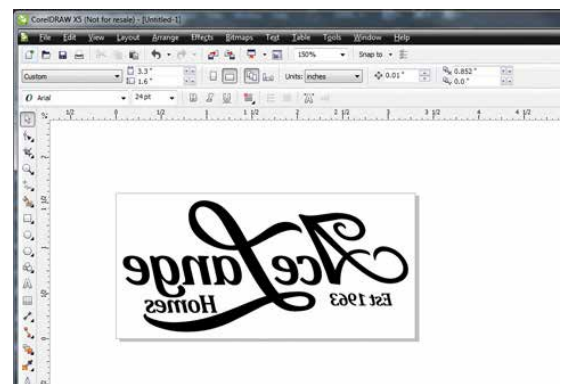 CorelDRAW X5 (Not for resale) - [Untitled-1]
File Edit View Layout Arrange Effects Bitmaps Text Table Tools Window Help
150% Snap to
Custom 3.3" 1.6" Units: inches 0.01" 0.852" 0.0"
Arial 24 pt
1/2 0 1/2 1 1 1/2 2 2 1/2 3 3 1/2 4 4 1/2
Ace Lange
Est 1963 Homes